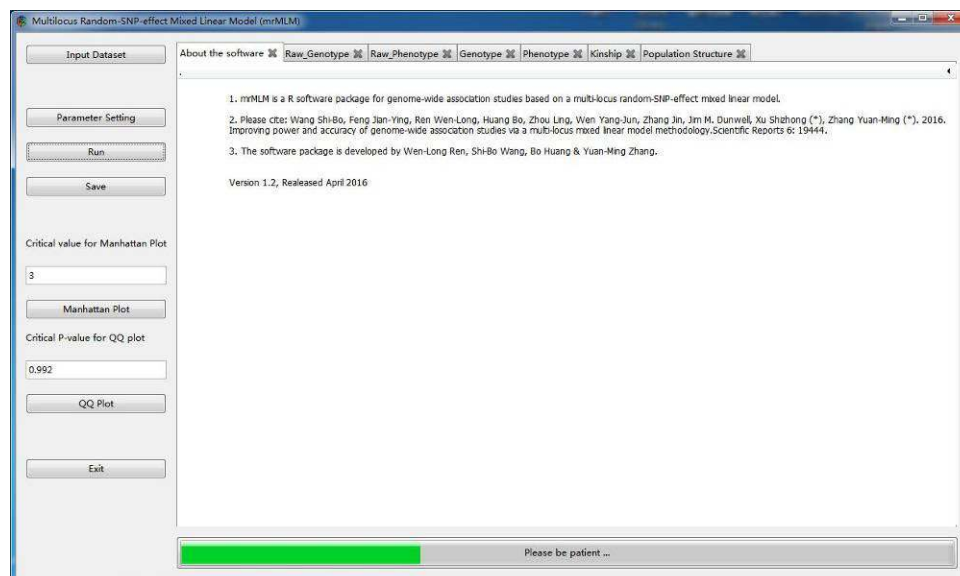 Multilocus Random-SNP-effect Mixed Linear Model (mrMLM)
Input Dataset
Parameter Setting
Run
Save
Critical value for Manhattan Plot
3
Manhattan Plot
Critical P-value for QQ plot
0.992
QQ Plot
Exit
About the software Raw_Genotype Raw_Phenotype Genotype Phenotype Kinship Population Structure
1. mrMLM is a R software package for genome-wide association studies based on a multi-locus random-SNP-effect mixed linear model.
2. Please cite: Wang Shi-Bo, Feng Jian-Ying, Ren Wen-Long, Huang Bo, Zhou Ling, Wen Yang-Jun, Zhang Jin, Jim M. Dunwell, Xu Shizhong (*), Zhang Yuan-Ming (*). 2016.
Improving power and accuracy of genome-wide association studies via a multi-locus mixed linear model methodology.Scientific Reports 6: 19444.
3. The software package is developed by Wen-Long Ren, Shi-Bo Wang, Bo Huang & Yuan-Ming Zhang.
Version 1.2, Realeased April 2016
Please be patient ...